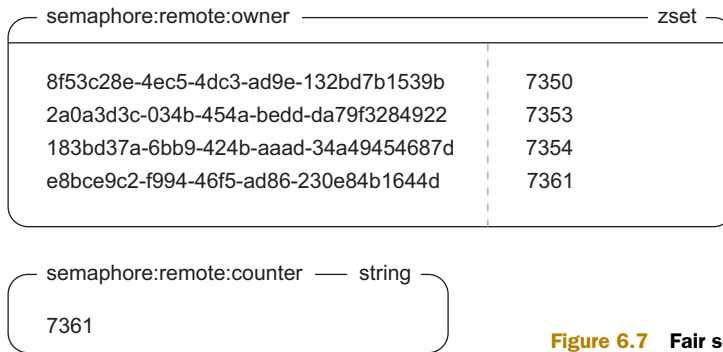 semaphore:remote:owner zset
8f53c28e-4ec5-4dc3-ad9e-132bd7b1539b 7350
2a0a3d3c-034b-454a-bedd-da79f3284922 7353
183bd37a-6bb9-424b-aaad-34a49454687d 7354
e8bce9c2-f994-46f5-ad86-230e84b1644d 7361
semaphore:remote:counter string
7361
Figure 6.7 Fair s